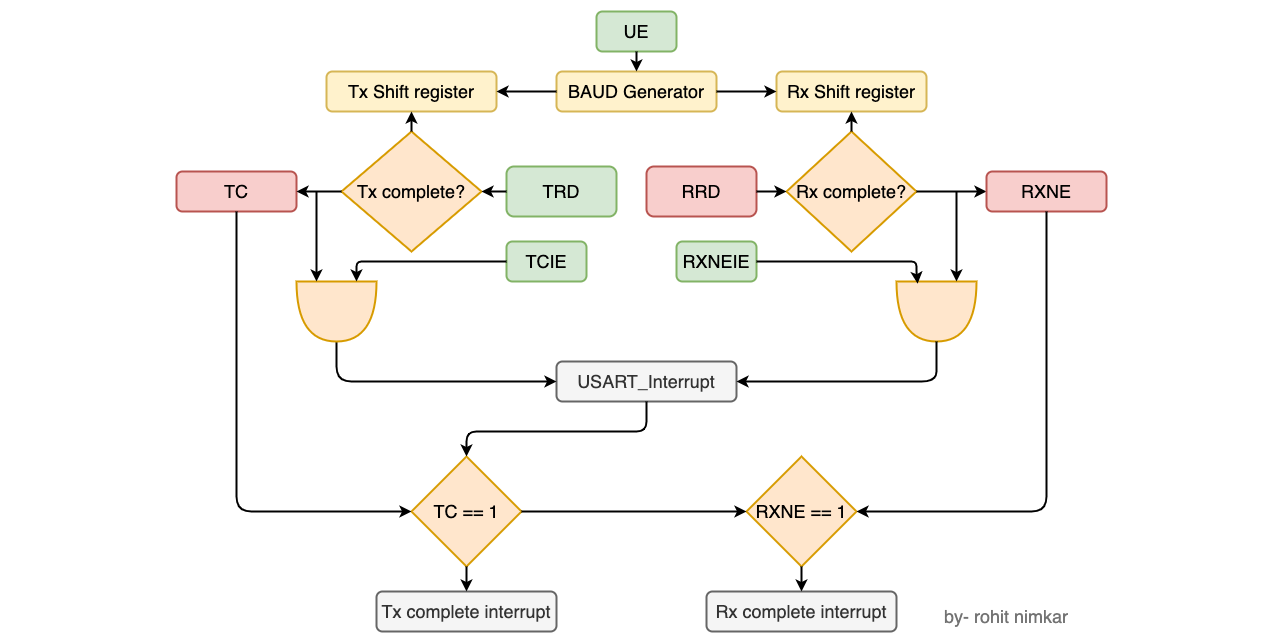 UE
Tx Shift register
BAUD Generator
Rx Shift register
TC
Tx complete?
TRD
RRD
Rx complete?
RXNE
TCIE
RXNEIE
USART_Interrupt
TC == 1
RXNE == 1
Tx complete interrupt
Rx complete interrupt
by- rohit nimkar